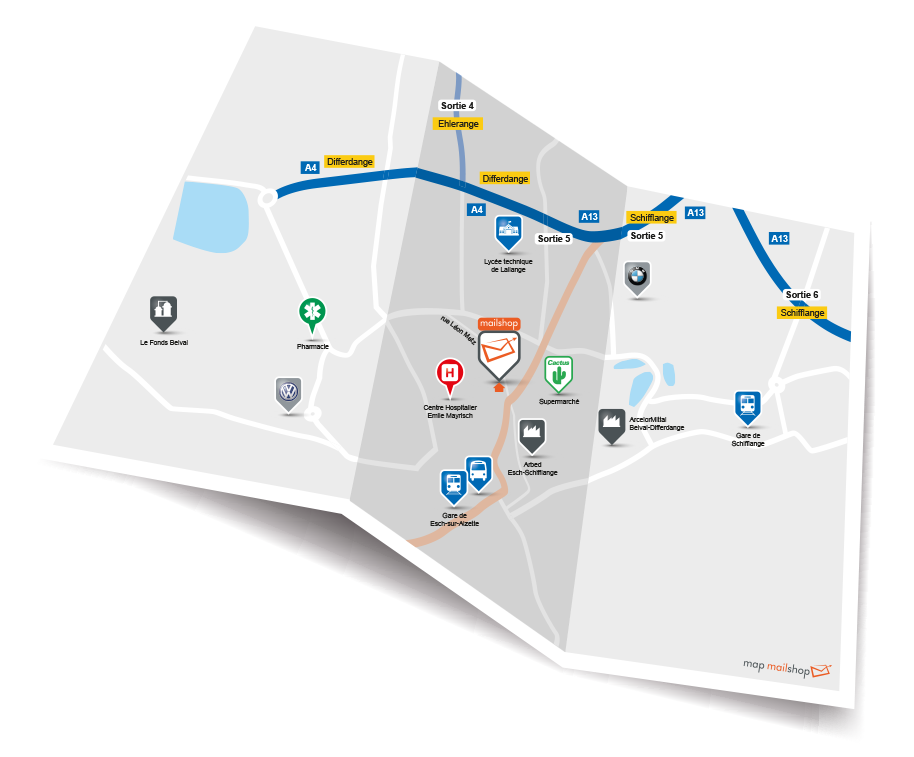 Sortie 4
Ehlerange
A4
Differdange
Differdange
A4
A13
Schifflange
A13
Sortie 5
Sortie 5
A13
Lycée technique
de Lallange
Sortie 6
Schifflange
Le Fonds Belval
Pharmacie
rue Léon Metz
mailshop
H
Centre Hospitalier
Emile Mayrisch
Cactus
Supermarché
BMW
VW
ArcelorMittal
Belval-Differdange
Gare de
Schifflange
Arbed
Esch-Schifflange
Gare de
Esch-sur-Alzette
map mailshop